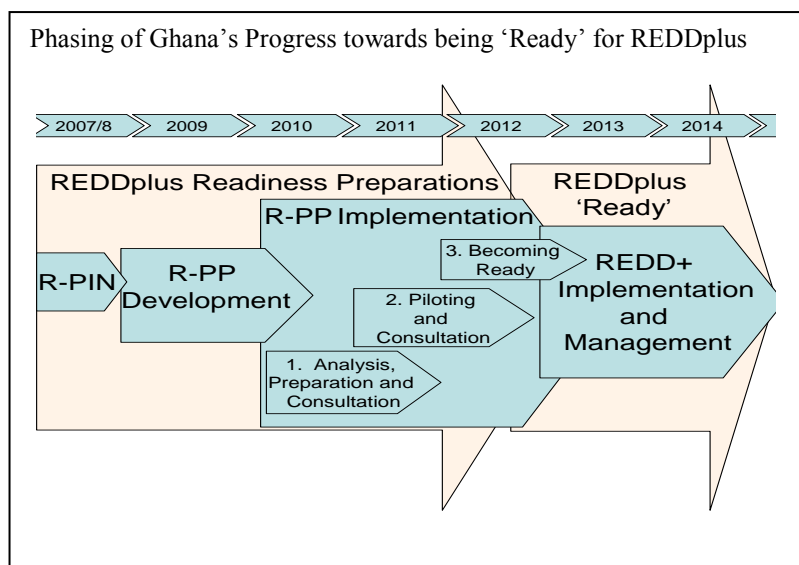 Phasing of Ghana's Progress towards being 'Ready' for REDDplus
2007/8 2009 2010 2011 2012 2013 2014
REDDplus Readiness Preparations
REDDplus
'Ready'
R-PIN
R-PP
Development
R-PP Implementation
1. Analysis,
Preparation and
Consultation
2. Piloting
and
Consultation
3. Becoming
Ready
REDD+
Implementation
and
Management